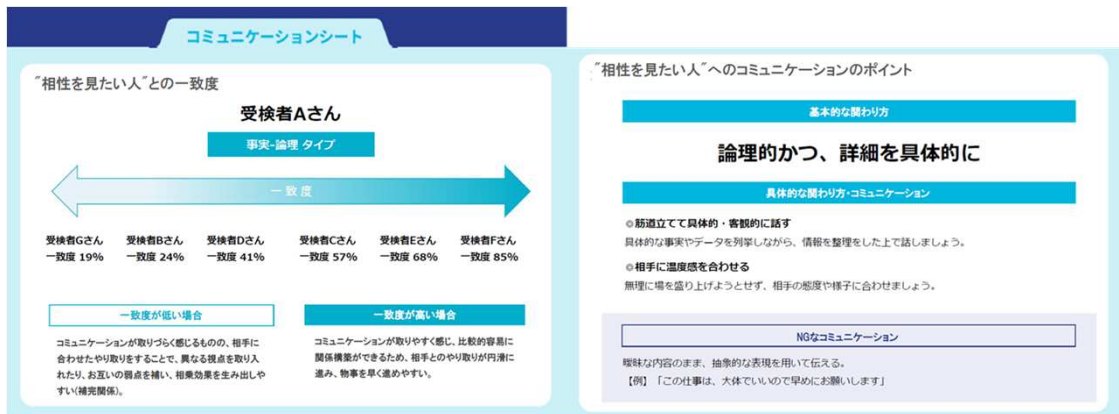 コミュニケーションシート
"相性を見たい人"との一致度
受検者Aさん
事実-論理 タイプ
一致度
受検者Gさん 受検者Bさん 受検者Dさん 受検者Cさん 受検者Eさん 受検者Fさん
一致度 19% 一致度 24% 一致度 41% 一致度 57% 一致度 68% 一致度 85%
一致度が低い場合
コミュニケーションが取りづらく感じるものの、相手に
合わせたやり取りをすることで、異なる視点を取り入
れたり、お互いの弱点を補い、相乗効果を生み出しや
すい(補完関係)。
一致度が高い場合
コミュニケーションが取りやすく感じ、比較的容易に
関係構築ができるため、相手とのやり取りが円滑に
進み、物事を早く進めやすい。
"相性を見たい人"へのコミュニケーションのポイント
基本的な関わり方
論理的かつ、詳細を具体的に
具体的な関わり方・コミュニケーション
◎筋道立てて具体的・客観的に話す
具体的な事実やデータを列挙しながら、情報を整理をした上で話しましょう。
◎相手に温度感を合わせる
無理に場を盛り上げようとせず、相手の態度や様子に合わせましょう。
NGなコミュニケーション
曖昧な内容のまま、抽象的な表現を用いて伝える。
【例】「この仕事は、大体でいいので早めにお願いします」